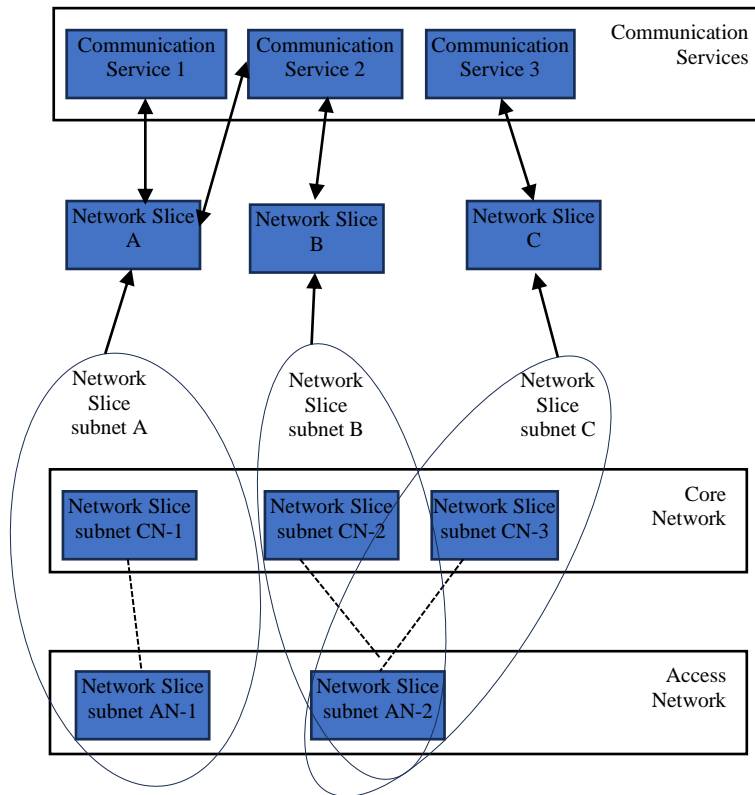 Communication
Service 1
Communication
Service 2
Communication
Service 3
Communication
Services
Network Slice
A
Network Slice
B
Network Slice
C
Network
Slice
subnet A
Network
Slice
subnet B
Network
Slice
subnet C
Network Slice
subnet CN-1
Network Slice
subnet CN-2
Network Slice
subnet CN-3
Core
Network
Network Slice
subnet AN-1
Network Slice
subnet AN-2
Access
Network